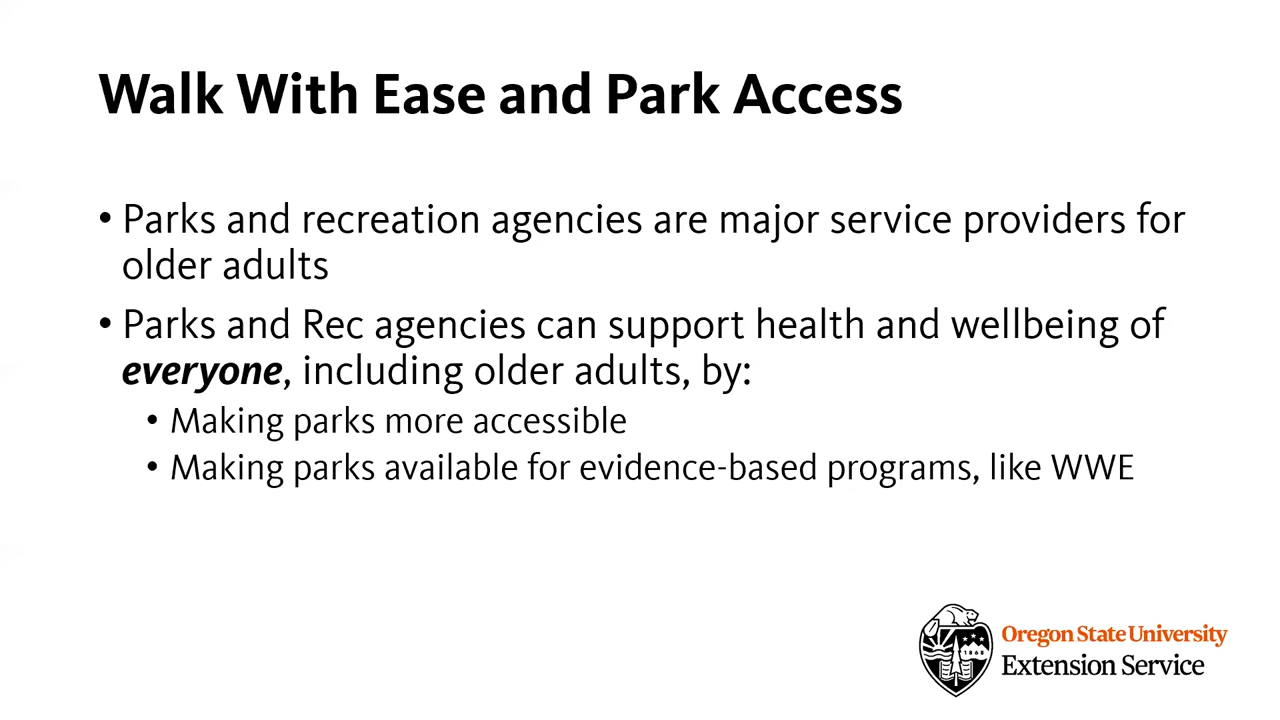 Walk With Ease and Park Access
• Parks and recreation agencies are major service providers for
older adults
• Parks and Rec agencies can support health and wellbeing of
everyone, including older adults, by:
• Making parks more accessible
• Making parks available for evidence-based programs, like WWE
1868
Oregon State University
Extension Service